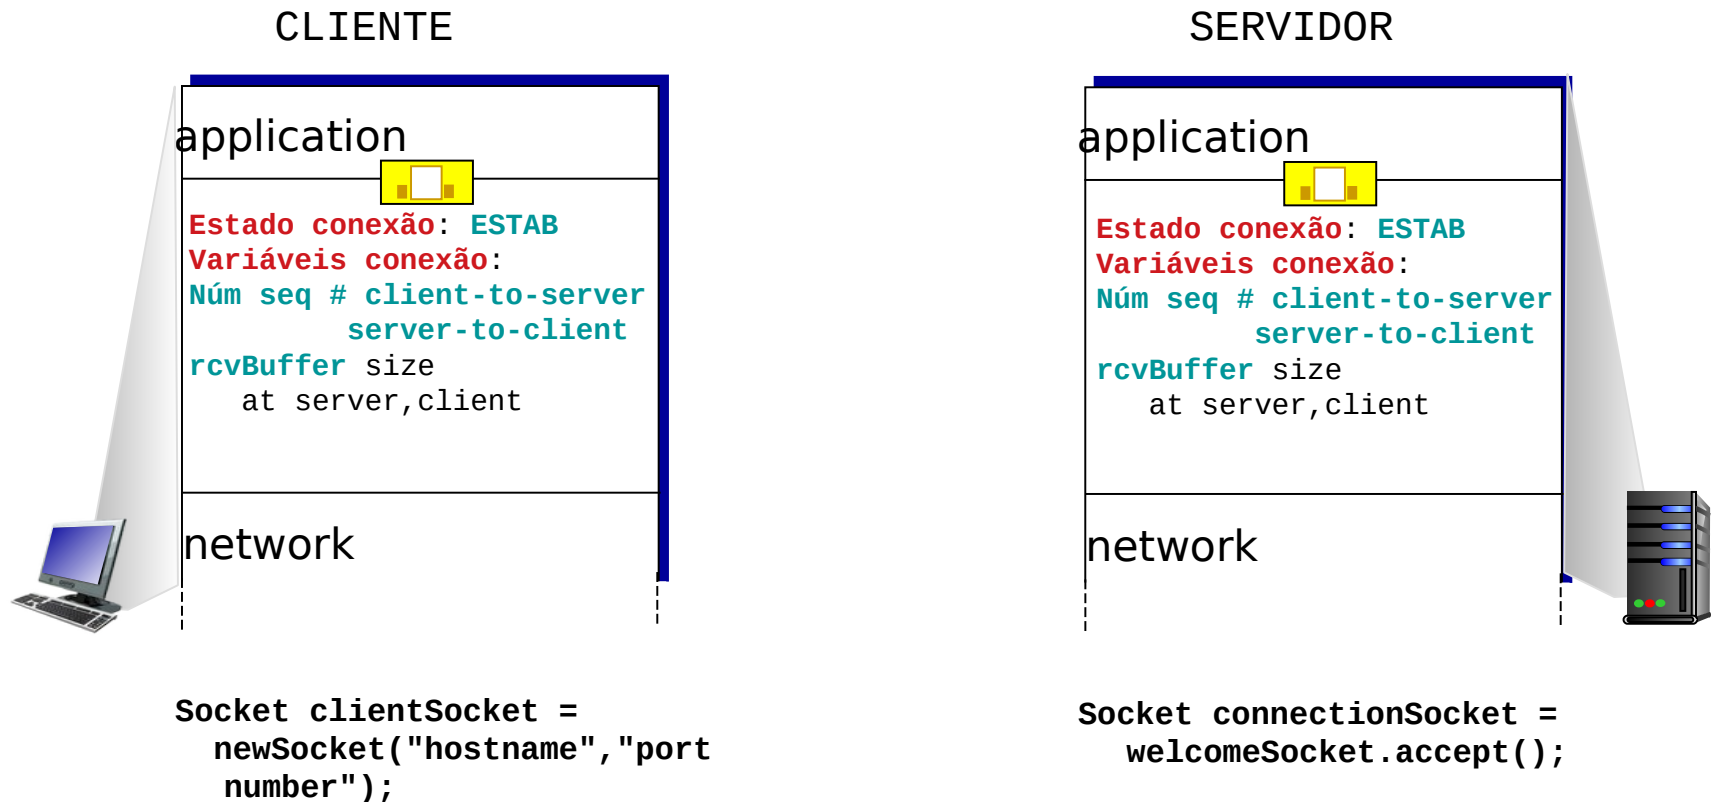 CLIENTE
application
Estado conexão: ESTAB
Variáveis conexão:
Núm seq # client-to-server
server-to-client
rcvBuffer size
at server,client
network
Socket clientSocket =
newSocket("hostname","port
number");
SERVIDOR
application
Estado conexão: ESTAB
Variáveis conexão:
Núm seq # client-to-server
server-to-client
rcvBuffer size
at server,client
network
Socket connectionSocket =
welcomeSocket.accept();